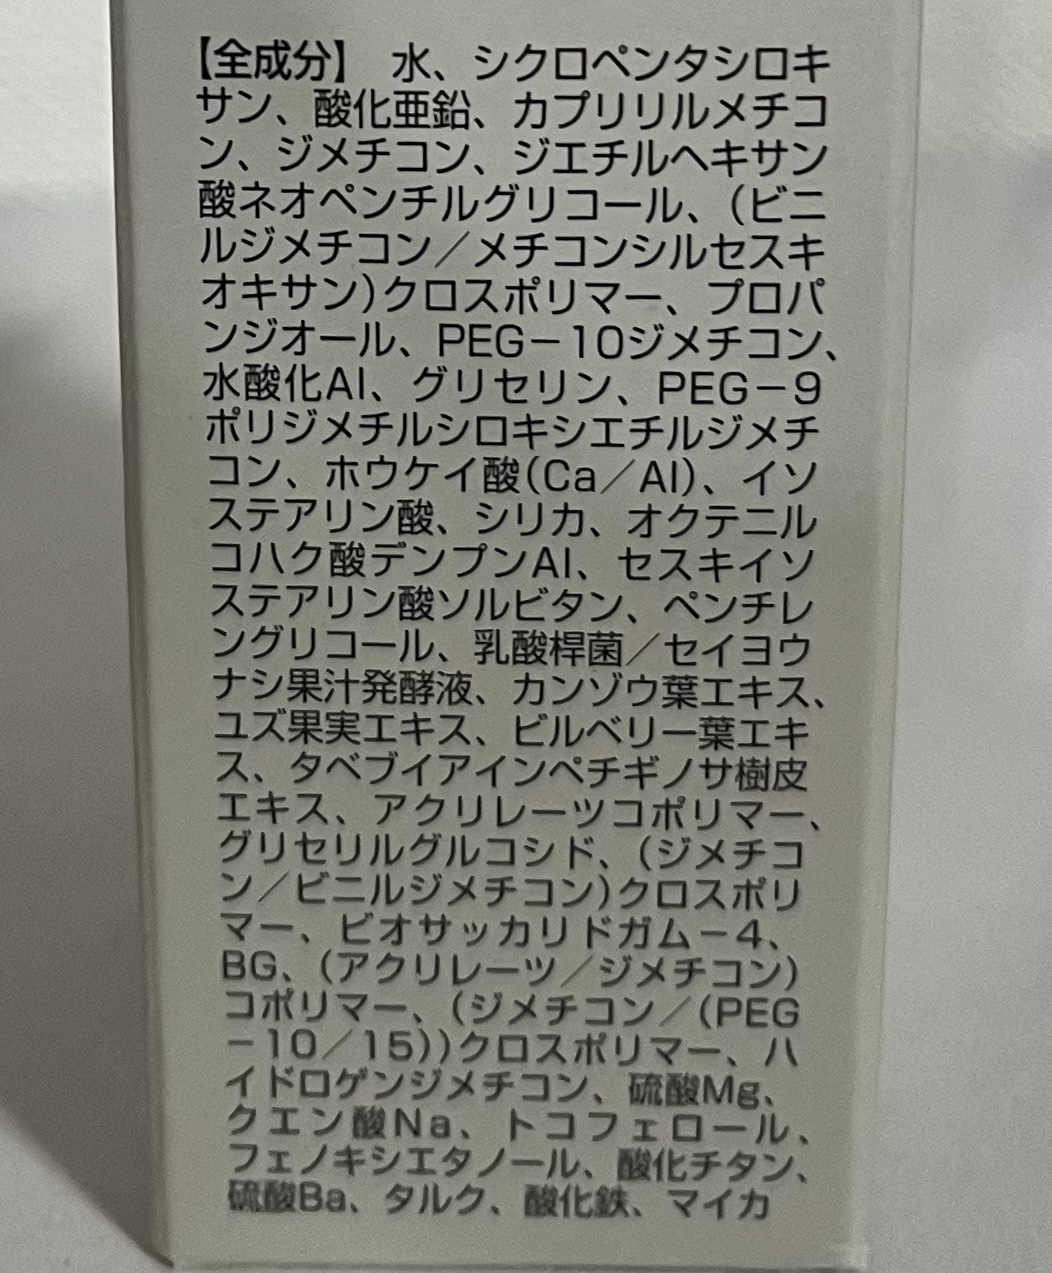 【全成分】 水、シクロペンタシロキ
サン、酸化亜鉛、カプリリルメチコ
ン、ジメチコン、ジエチルヘキサン
酸ネオペンチルグリコール、(ビニ
ルジメチコン/メチコンシルセスキ
オキサン)クロスポリマー、プロパ
ンジオール、PEG-10ジメチコン、
水酸化Al、グリセリン、PEG-9
ポリジメチルシロキシエチルジメチ
コン、ホウケイ酸(Ca/Al)、イソ
ステアリン酸、シリカ、オクテニル
コハク酸デンプンAl、セスキイソ
ステアリン酸ソルビタン、ペンチレ
ングリコール、乳酸桿菌/セイヨウ
ナシ果汁発酵液、カンゾウ葉エキス、
ユズ果実エキス、ビルベリー葉エキ
ス、タベブイアインペチギノサ樹皮
エキス、アクリレーツコポリマー、
グリセリルグルコシド、(ジメチコ
ン/ビニルジメチコン)クロスポリ
マー、ビオサッカリドガム-4、
BG、(アクリレーツ/ジメチコン)
コポリマー、(ジメチコン/(PEG
-10/15))クロスポリマー、ハ
イドロゲンジメチコン、硫酸Mg、
クエン酸Na、トコフェロール、
フェノキシエタノール、酸化チタン、
硫酸Ba、タルク、酸化鉄、マイカ